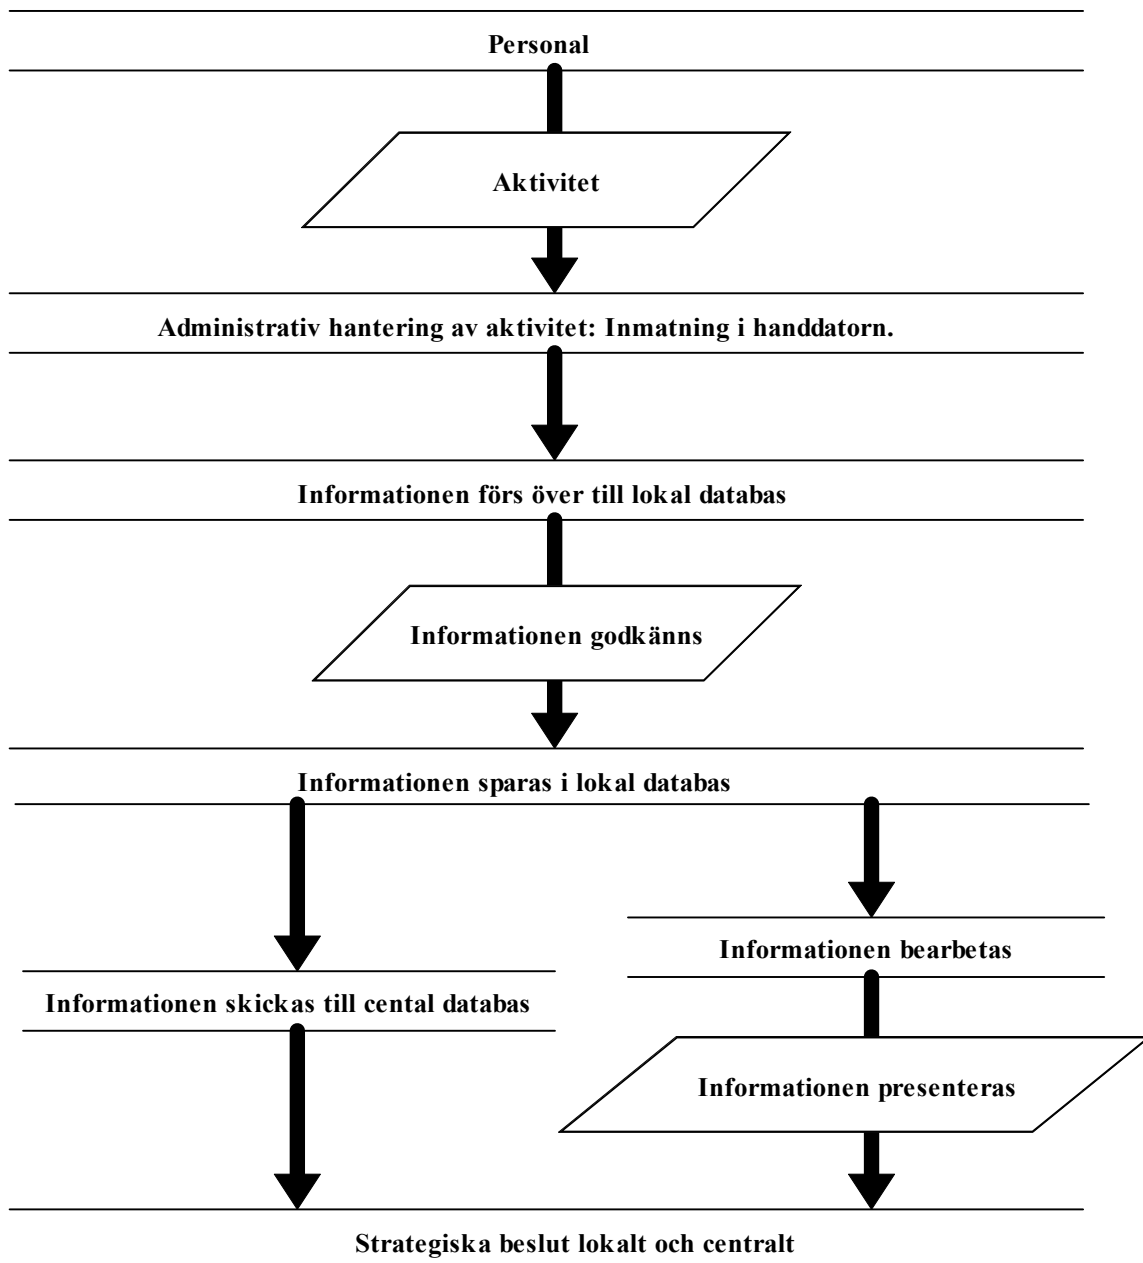 Personal
Aktivitet
Administrativ hantering av aktivitet: Inmatning i handdatorn.
Informationen förs över till lokal databas
Informationen godkänns
Informationen sparas i lokal databas
Informationen bearbetas
Informationen skickas till cental databas
Informationen presenteras
Strategiska beslut lokalt och centralt